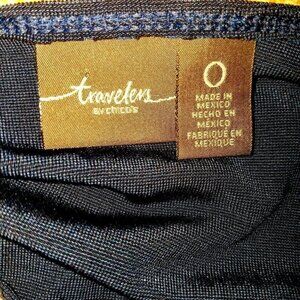 travelers
BY CHICO'S
0
MADE IN
MEXICO
HECHO EN
MÉXICO
FABRIQUÉ EN
MEXIQUE